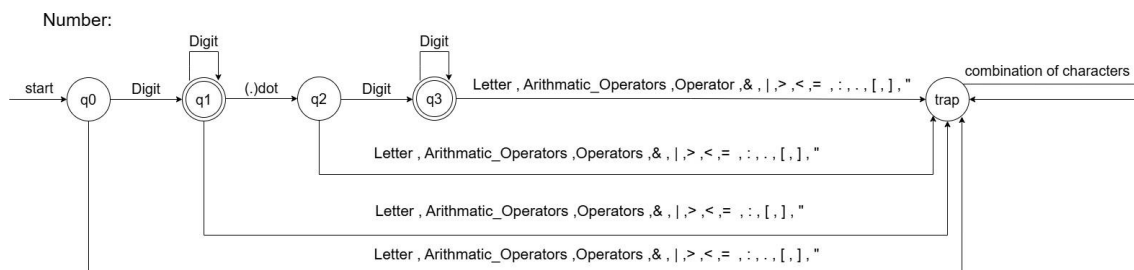 Number:
Digit
Digit
start
q0
Digit
q1
(.)dot
q2
Digit
q3
Letter , Arithmatic_Operators ,Operator ,& , | ,> ,< ,= , : , . , [ , ] , "
trap
combination of characters
Letter , Arithmatic_Operators ,Operators ,& , | ,> ,< ,= , : , . , [ , ] , "
Letter , Arithmatic_Operators ,Operators ,& , | ,> ,< ,= , : , [ , ] , "
Letter , Arithmatic_Operators ,Operators ,& , | ,> ,< ,= , : , . , [ , ] , "